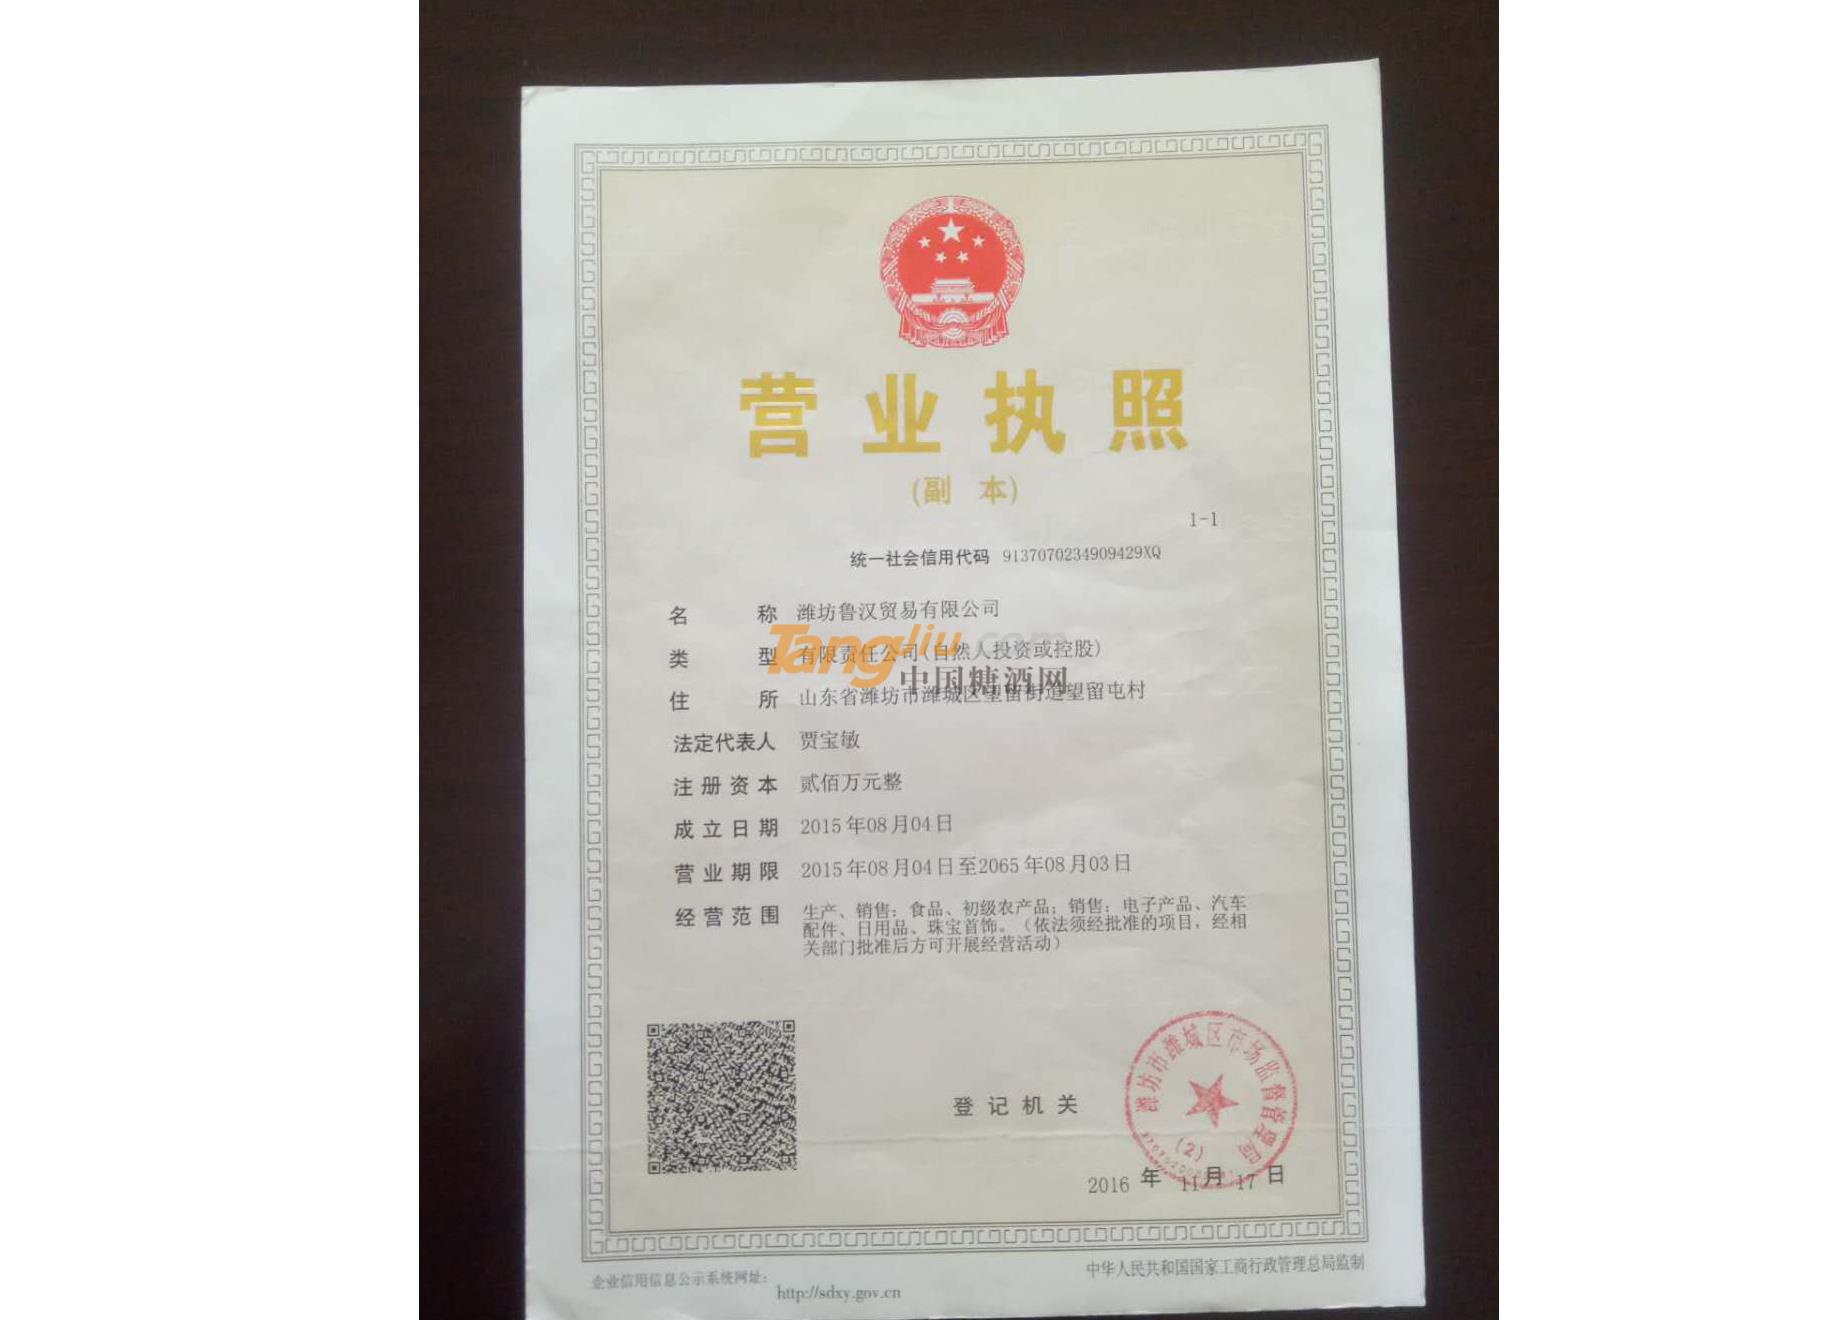 营业执照
(副 本)
1-1
统一社会信用代码 9137070234909429XQ
名 称 潍坊鲁汉贸易有限公司
类 型 有限责任公司(自然人投资或控股)
住 所 山东省潍坊市潍城区望留街道望留屯村
法定代表人 贾宝敏
注册资本 贰佰万元整
成立日期 2015年08月04日
营业期限 2015年08月04日至2065年08月03日
经营范围 生产、销售：食品、初级农产品；销售：电子产品、汽车
配件、日用品、珠宝首饰。（依法须经批准的项目，经相
关部门批准后方可开展经营活动）
Tangliu.com
中国糖酒网
登记机关
潍坊市潍城区市场监督管理局
(2)
2016 年 11月 17 日
企业信用信息公示系统网址：
http://sdxy.gov.cn
中华人民共和国国家工商行政管理总局监制